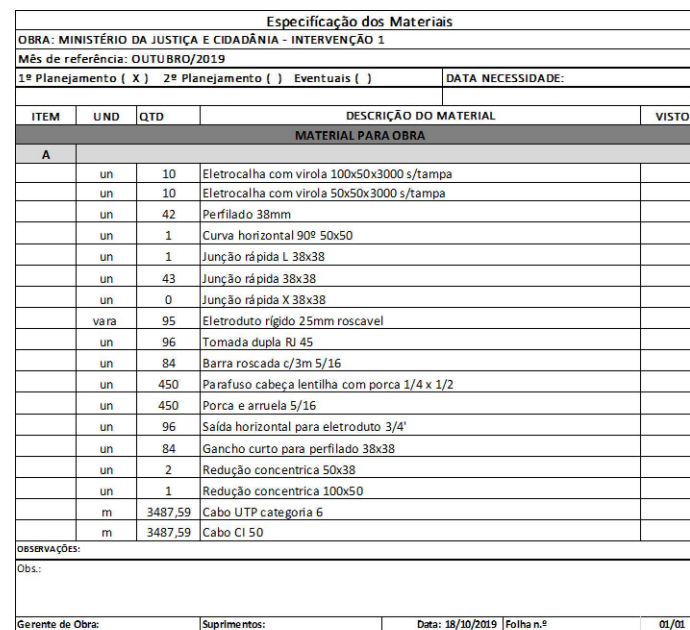 Especificação dos Materiais
OBRA: MINISTÉRIO DA JUSTIÇA E CIDADÂNIA - INTERVENÇÃO 1
Mês de referência: OUTUBRO/2019
1º Planejamento ( X ) 2º Planejamento ( ) Eventuais ( ) DATA NECESSIDADE:
ITEM UND QTD DESCRIÇÃO DO MATERIAL VISTO
MATERIAL PARA OBRA
A
un 10 Eletrocalha com virola 100x50x3000 s/tampa
un 10 Eletrocalha com virola 50x50x3000 s/tampa
un 42 Perfilado 38mm
un 1 Curva horizontal 90º 50x50
un 1 Junção rápida L 38x38
un 43 Junção rápida 38x38
un 0 Junção rápida X 38x38
vara 95 Eletroduto rígido 25mm roscavel
un 96 Tomada dupla RJ 45
un 84 Barra roscada c/3m 5/16
un 450 Parafuso cabeça lentilha com porca 1/4 x 1/2
un 450 Porca e arruela 5/16
un 96 Saída horizontal para eletroduto 3/4'
un 84 Gancho curto para perfilado 38x38
un 2 Redução concentrica 50x38
un 1 Redução concentrica 100x50
m 3487,59 Cabo UTP categoria 6
m 3487,59 Cabo CI 50
OBSERVAÇÕES:
Obs.:
Gerente de Obra: Suprimentos: Data: 18/10/2019 Folha n.º 01/01